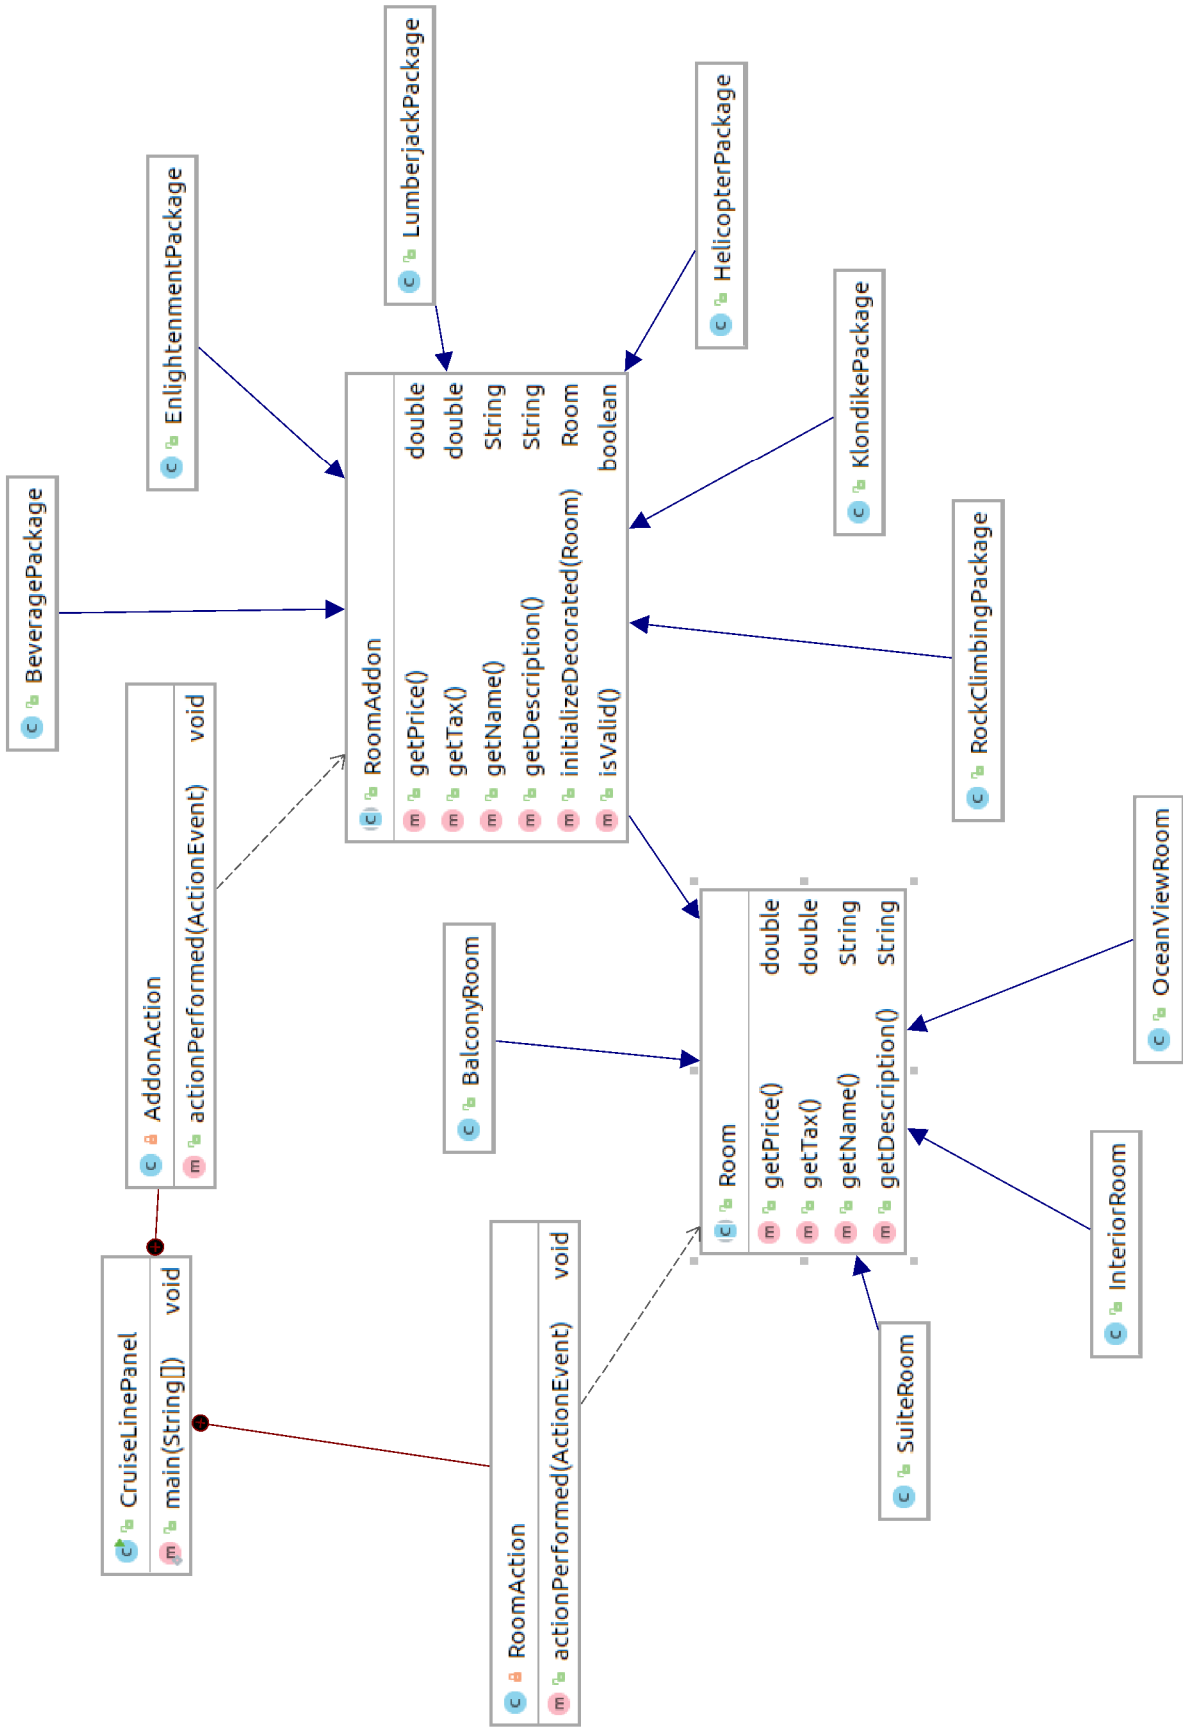 CruiseLinePanel
main(String[]) void
AddonAction
actionPerformed(ActionEvent) void
BeveragePackage
EnlightenmentPackage
LumberjackPackage
HelicopterPackage
KlondikePackage
RockClimbingPackage
RoomAddon
getPrice() double
getTax() double
getName() String
getDescription() String
initializeDecorated(Room) Room
isValid() boolean
RoomAction
actionPerformed(ActionEvent) void
BalconyRoom
Room
getPrice() double
getTax() double
getName() String
getDescription() String
SuiteRoom
InteriorRoom
OceanViewRoom